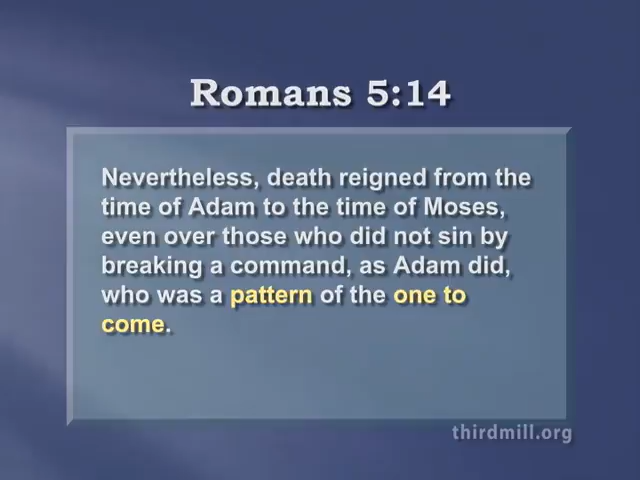 Romans 5:14
Nevertheless, death reigned from the
time of Adam to the time of Moses,
even over those who did not sin by
breaking a command, as Adam did,
who was a pattern of the one to
come.
thirdmill.org